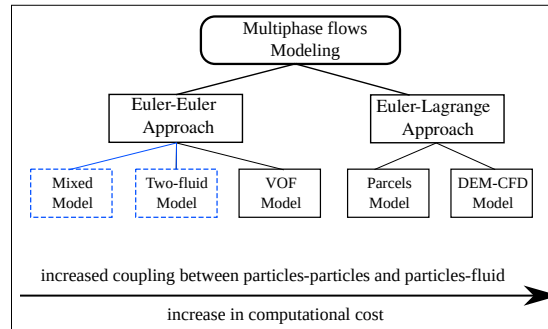 Multiphase flows
Modeling
Euler-Euler
Approach
Euler-Lagrange
Approach
Mixed
Model
Two-fluid
Model
VOF
Model
Parcels
Model
DEM-CFD
Model
increased coupling between particles-particles and particles-fluid
increase in computational cost